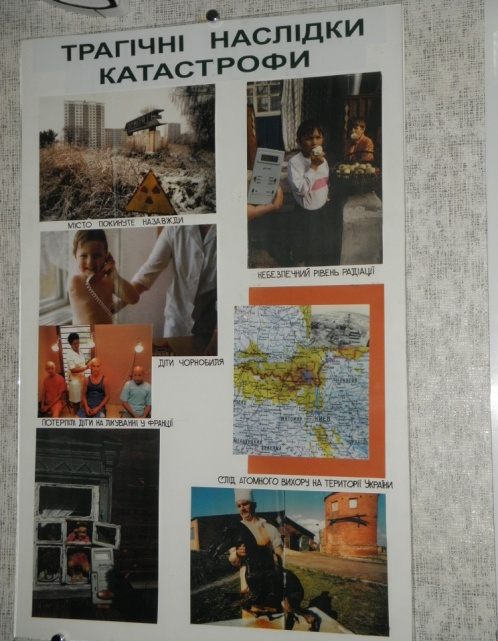 ТРАГІЧНІ НАСЛІДКИ
КАТАСТРОФИ
МІСТО ПОКИНУТЕ НАЗАВЖДИ
НЕБЕЗПЕЧНИЙ РІВЕНЬ РАДІАЦІЇ
ДІТИ ЧОРНОБИЛЯ
ПОТЕРПІЛІ ДІТИ НА ЛІКУВАННІ У ФРАНЦІЇ
КИЕВ
СЛІД АТОМНОГО ВИХОРУ НА ТЕРИТОРІЇ УКРАЇНИ